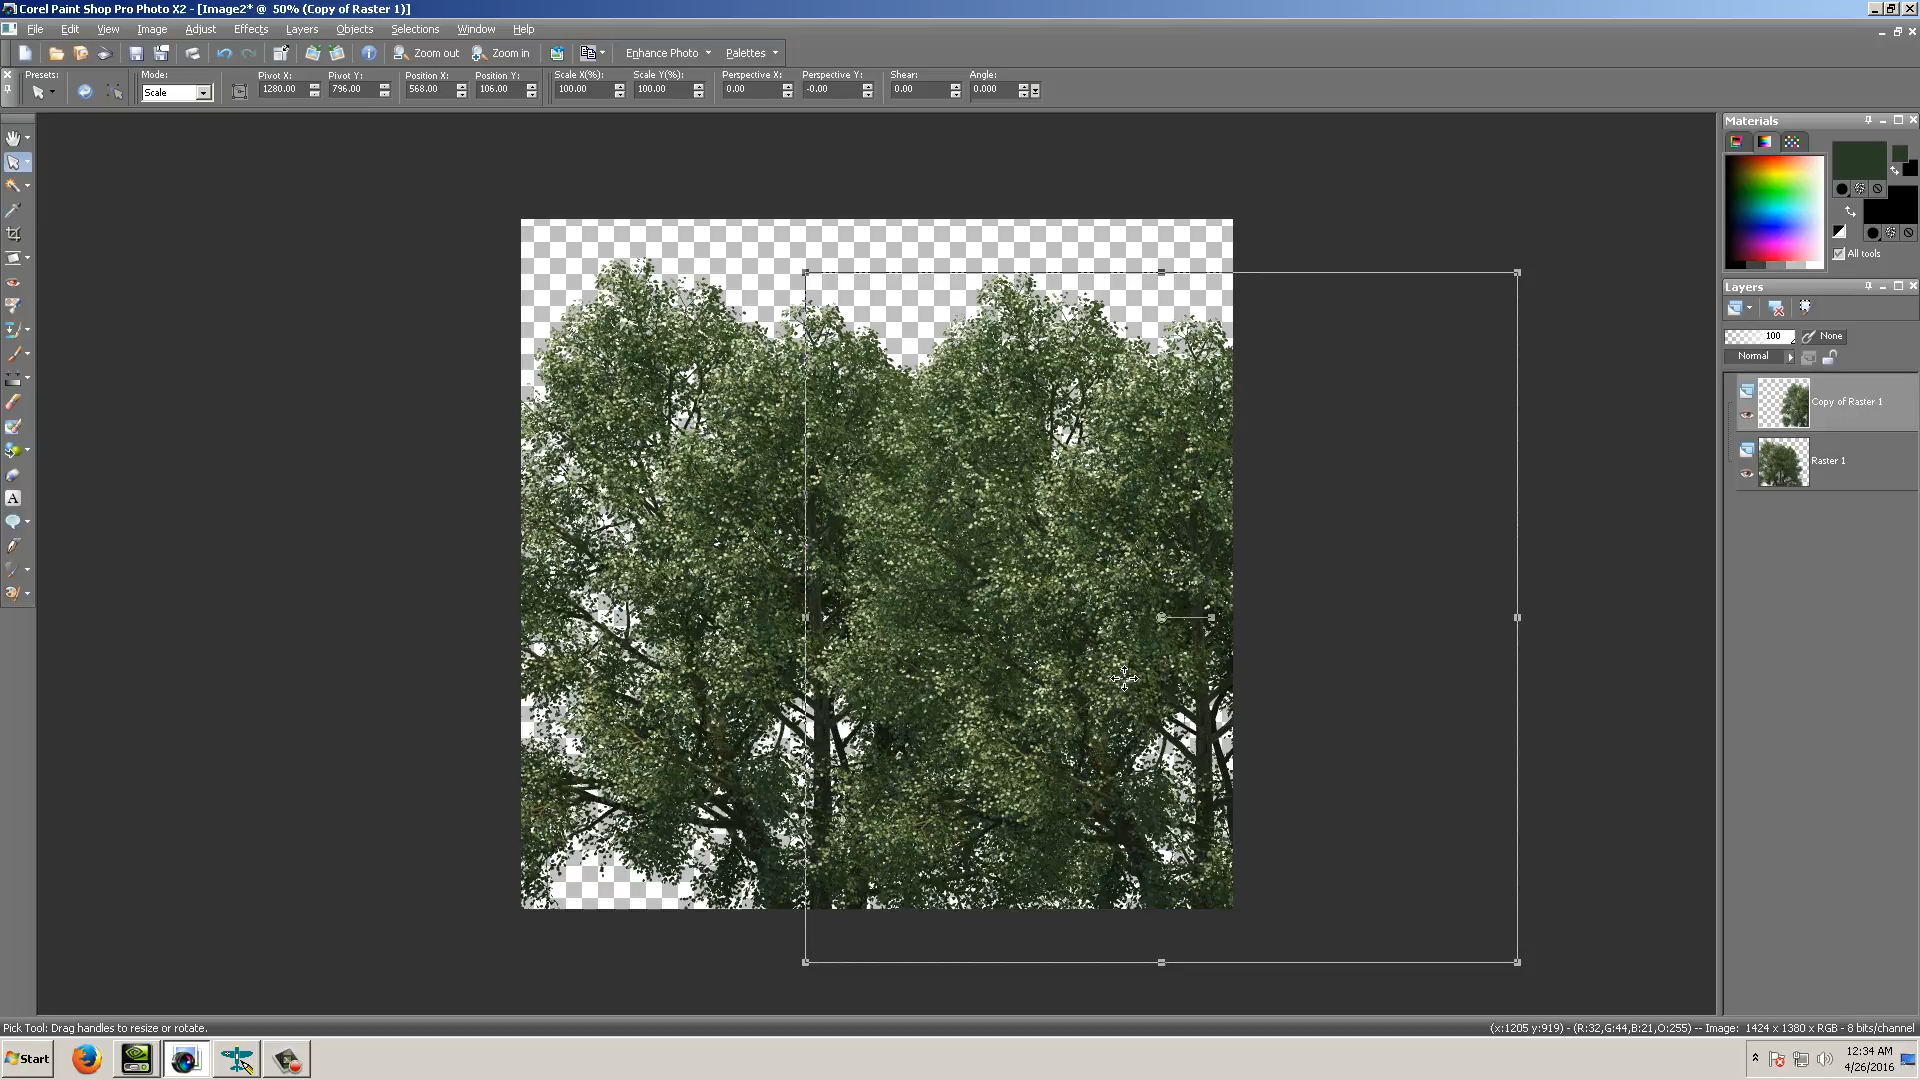 Corel Paint Shop Pro Photo X2 - [Image2* @  50% (Copy of Raster 1)]
File Edit View Image Adjust Effects Layers Objects Selections Window Help
Zoom out Zoom in Enhance Photo Palettes
Presets: Mode: Pivot X: Pivot Y: Position X: Position Y: Scale X(%): Scale Y(%): Perspective X: Perspective Y: Shear: Angle:
Scale 1280.00 796.00 568.00 106.00 100.00 100.00 0.00 -0.00 0.00 0.000
Materials
All tools
Layers
100 None
Normal
Copy of Raster 1
Raster 1
A
Pick Tool: Drag handles to resize or rotate.
(x:1205 y:919) - (R:32,G:44,B:21,O:255) -- Image:  1424 x 1380 x RGB - 8 bits/channel
Start
12:34 AM
4/26/2016